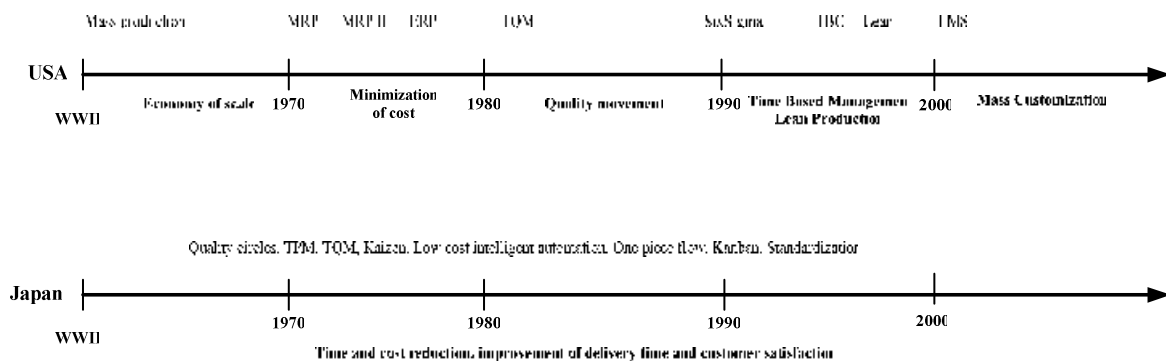 Mass production MRP MRP II ERP TQM Six Sigma TBC Lean FMS
USA
WWII Economy of scale 1970 Minimization 1980 Quality movement 1990 Time Based Managemen 2000 Mass Customization
of cost Lean Production
Quality circles, TPM, TQM, Kaizen, Low cost intelligent automation, One piece flow, Kanban, Standardization
Japan
WWII 1970 1980 1990 2000
Time and cost reduction, improvement of delivery time and customer satisfaction